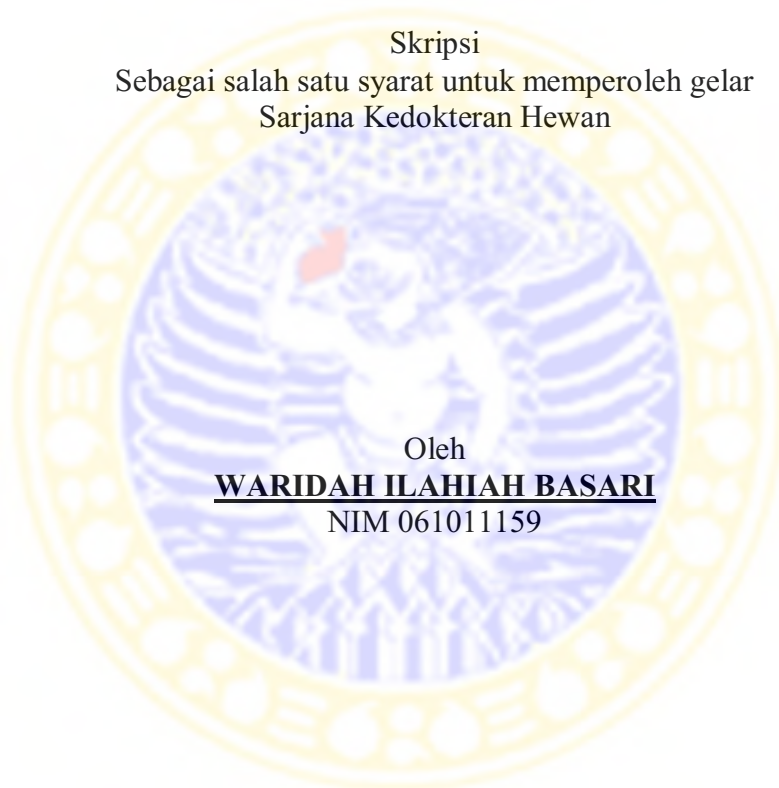 Skripsi
Sebagai salah satu syarat untuk memperoleh gelar
Sarjana Kedokteran Hewan
Oleh
WARIDAH ILAHIAH BASARI
NIM 061011159